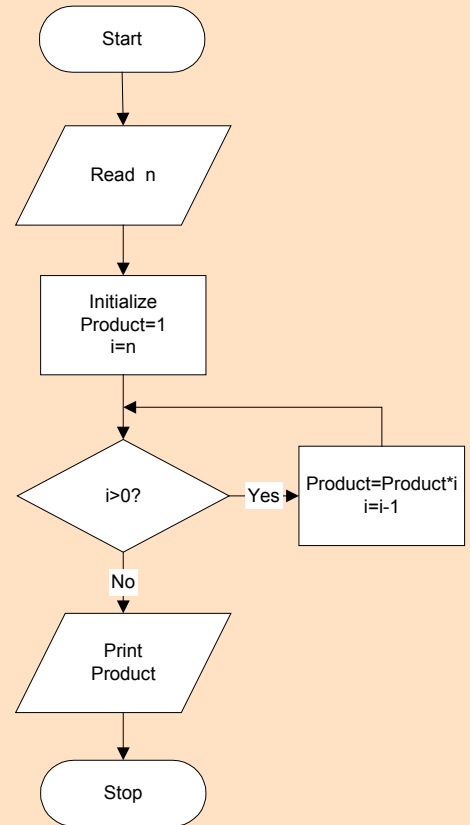 Start
Read n
Initialize
Product=1
i=n
i>0?
Yes
Product=Product*i
i=i-1
No
Print
Product
Stop